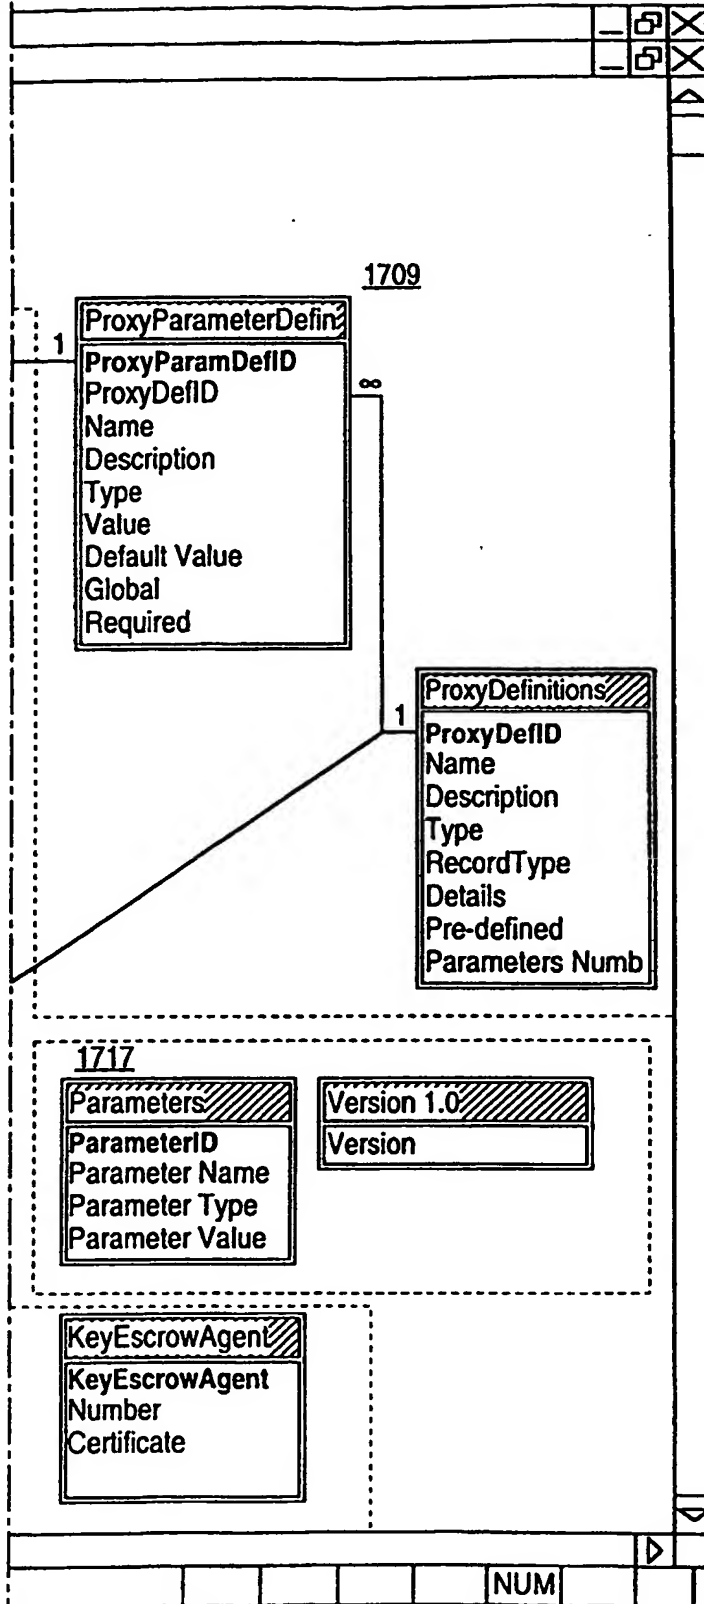 1709
ProxyParameterDefin
1
ProxyParamDefID
∞
ProxyDefID
Name
Description
Type
Value
Default Value
Global
Required
ProxyDefinitions
1
ProxyDefID
Name
Description
Type
RecordType
Details
Pre-defined
Parameters Numb
1717
Parameters
ParameterID
Parameter Name
Parameter Type
Parameter Value
Version 1.0
Version
KeyEscrowAgent
KeyEscrowAgent
Number
Certificate
NUM